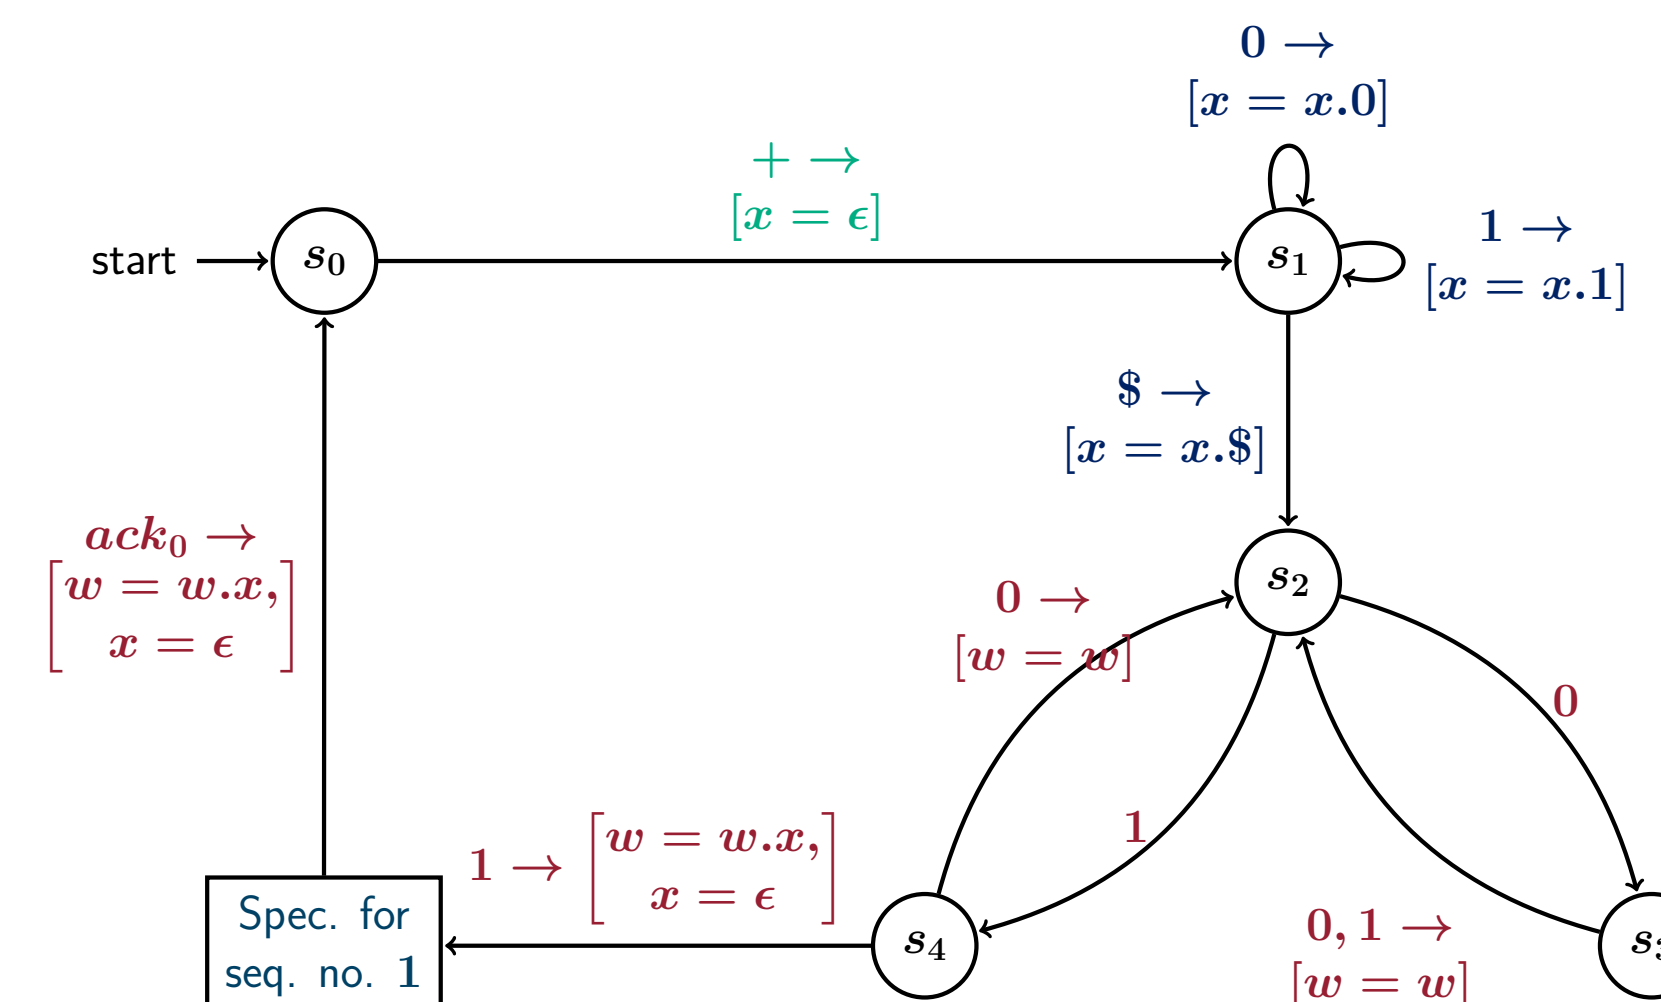 0 →
[x = x.0]
+ →
[x = ϵ]
1 →
[x = x.1]
start
s₀
s₁
$ →
[x = x.$]
ack₀ →
[w = w.x,
x = ϵ]
s₂
0 →
[w = w]
0
1
1 → [w = w.x,
x = ϵ]
Spec. for
seq. no. 1
s₄
0, 1 →
[w = w]